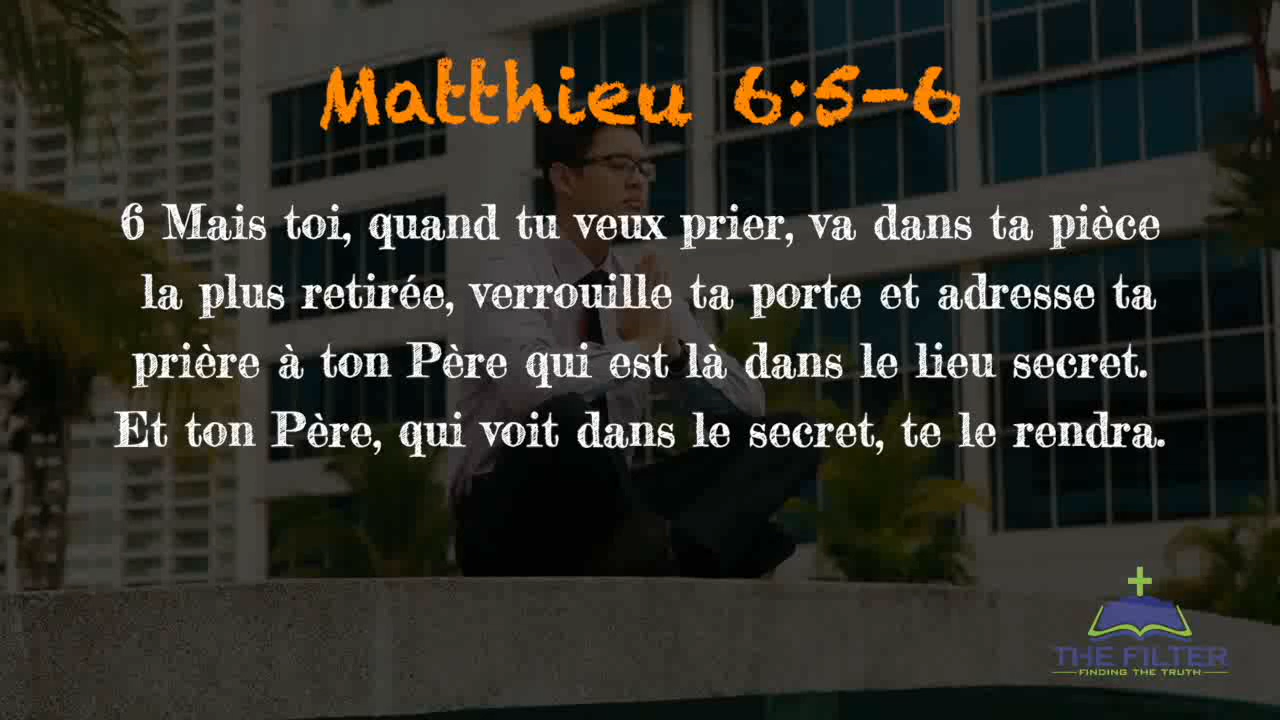 Matthieu 6:5-6
6 Mais toi, quand tu veux prier, va dans ta pièce
la plus retirée, verrouille ta porte et adresse ta
prière à ton Père qui est là dans le lieu secret.
Et ton Père, qui voit dans le secret, te le rendra.
THE FILTER
FINDING THE TRUTH